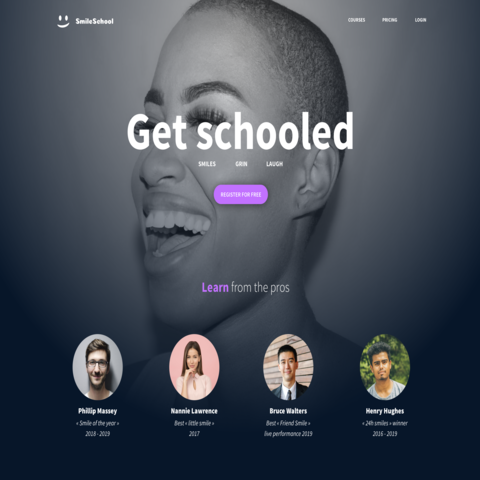 SmileSchool
COURSES PRICING LOGIN
Get schooled
SMILES GRIN LAUGH
REGISTER FOR FREE
Learn from the pros
Phillip Massey
« Smile of the year »
2018 - 2019
Nannie Lawrence
Best « little smile »
2017
Bruce Walters
Best « Friend Smile »
live performance 2019
Henry Hughes
« 24h smiles » winner
2016 - 2019